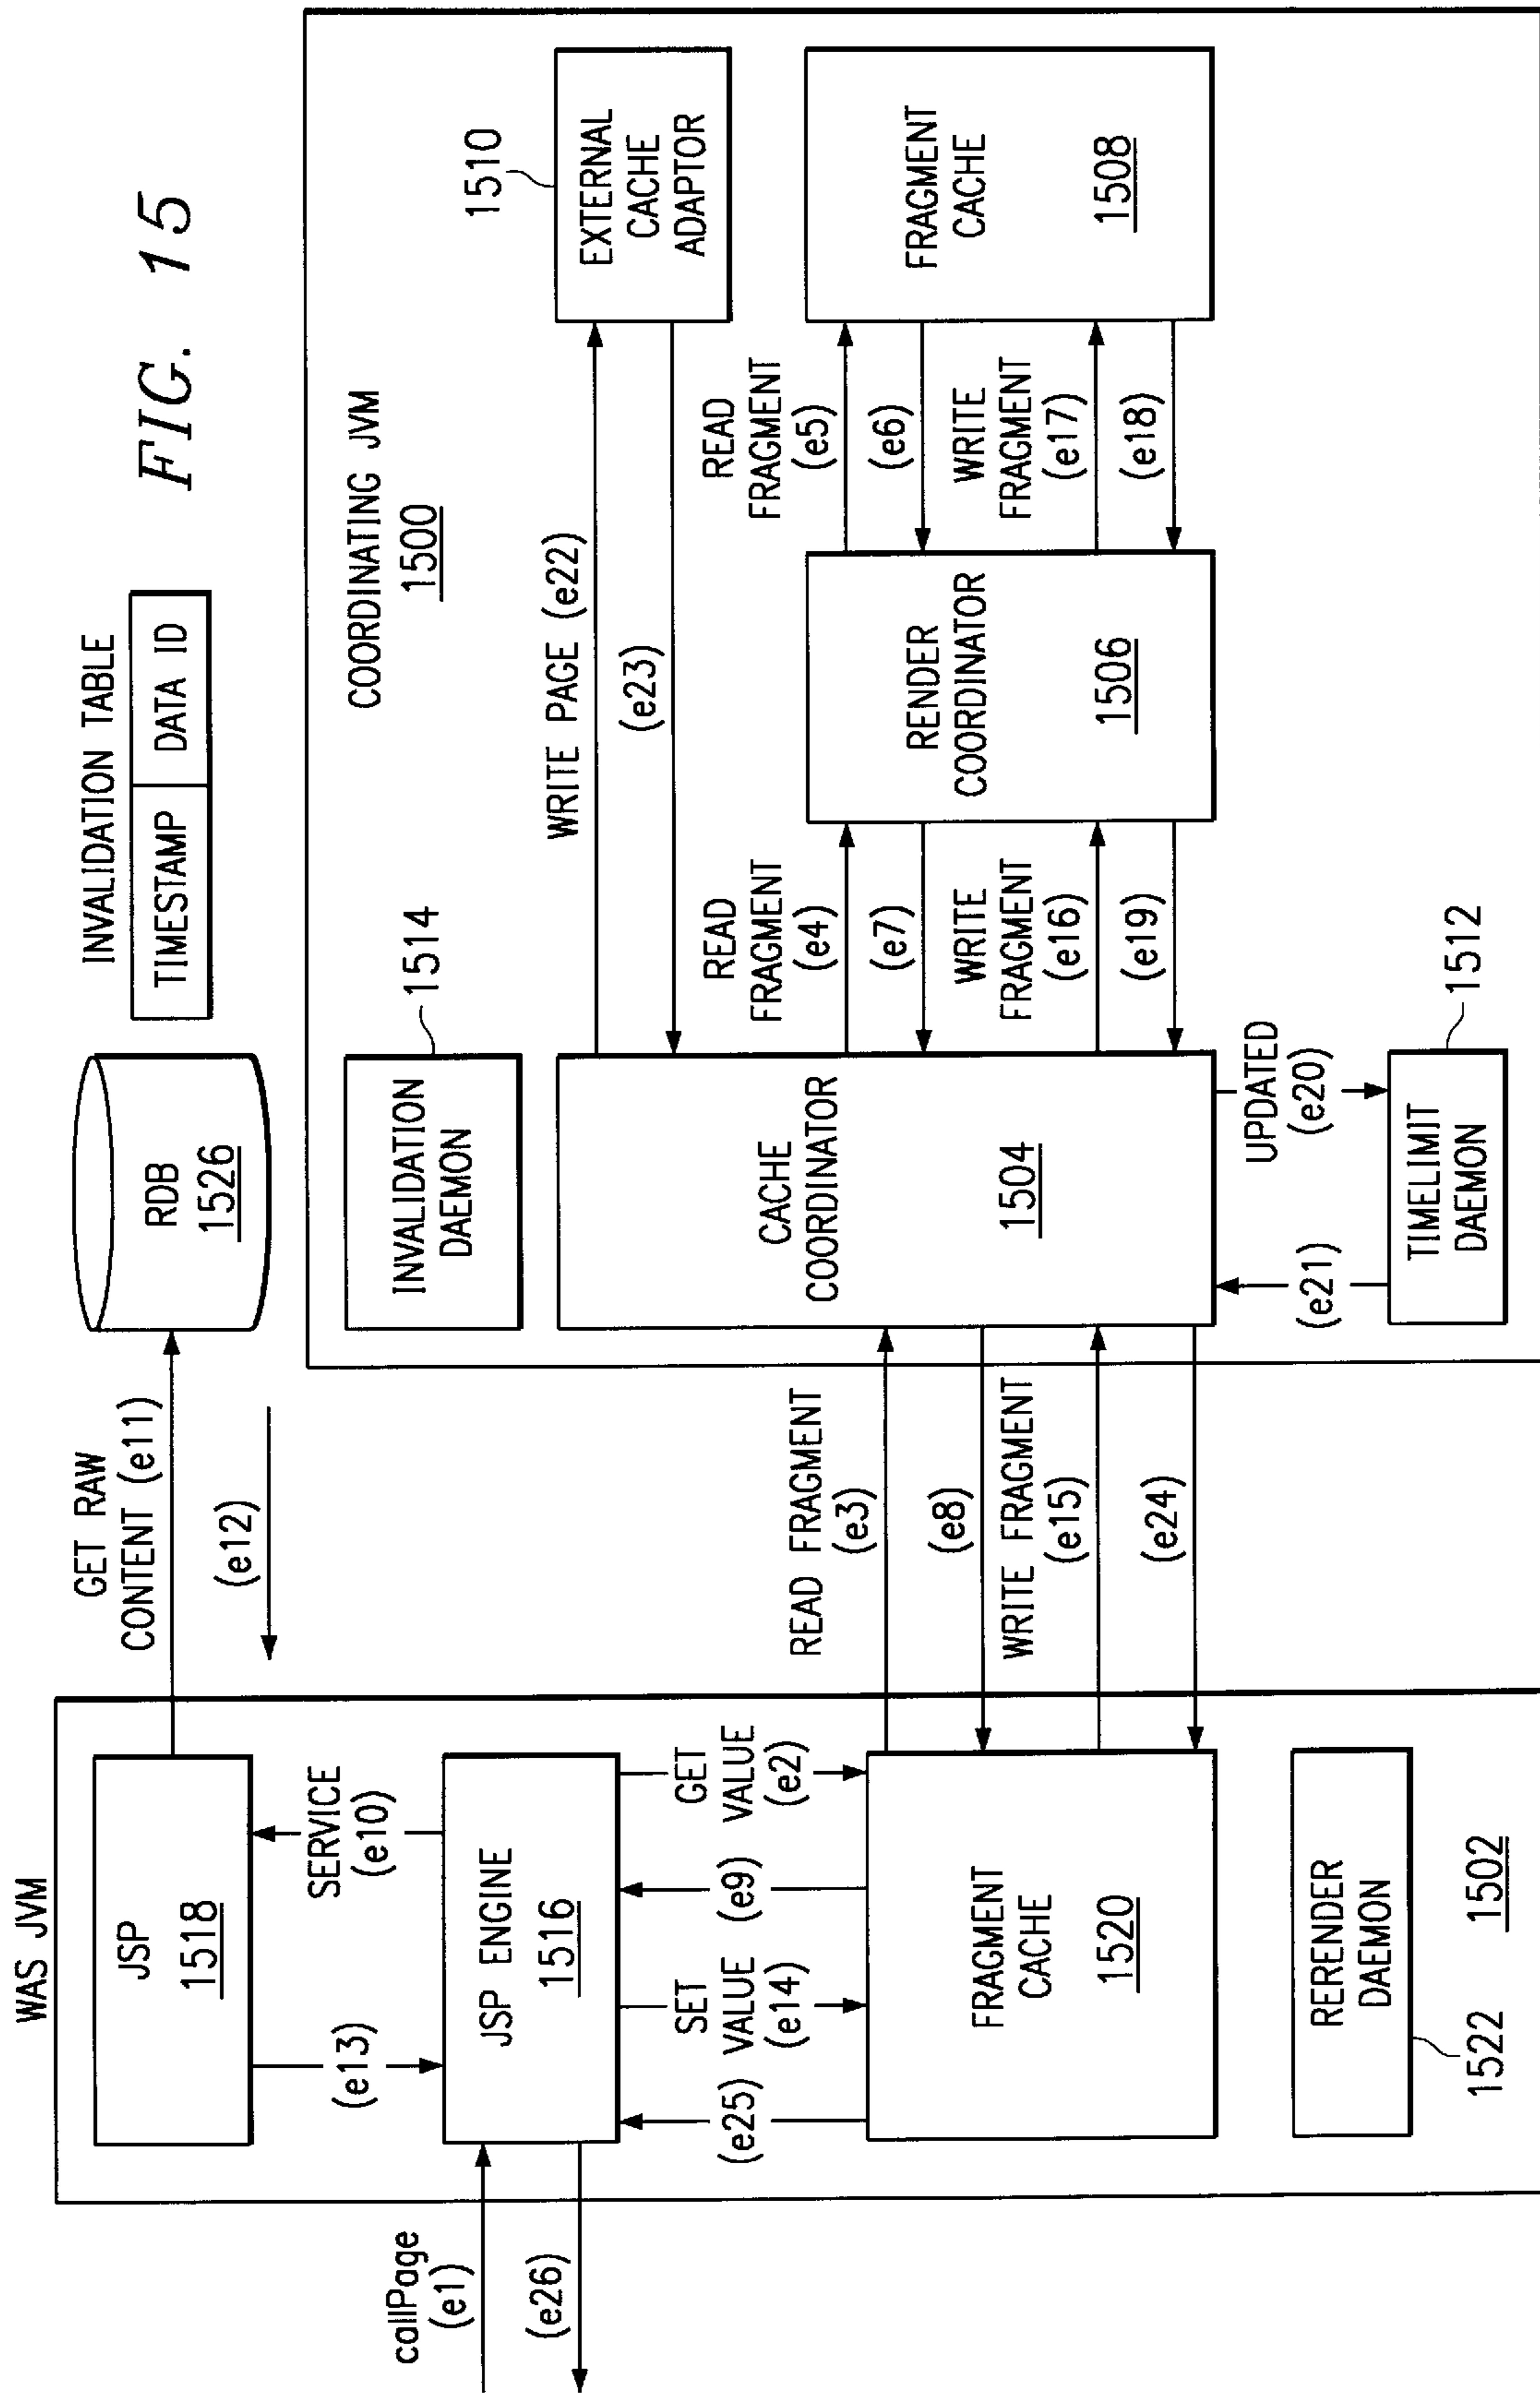 FIG. 15
INVALIDATION TABLE
TIMESTAMP
DATA ID
RDB
1526
GET RAW
CONTENT (e11)
(e12)
WAS JVM
JSP
1518
SERVICE
(e10)
(e13)
JSP ENGINE
1516
callPage
(e1)
(e26)
GET
VALUE
(e2)
(e9)
SET
VALUE
(e14)
(e25)
FRAGMENT
CACHE
1520
RERENDER
DAEMON
1522
1502
READ FRAGMENT
(e3)
(e8)
WRITE FRAGMENT
(e15)
(e24)
COORDINATING JVM
1500
INVALIDATION
DAEMON
1514
CACHE
COORDINATOR
1504
UPDATED
(e20)
(e21)
TIMELIMIT
DAEMON
1512
WRITE PAGE (e22)
(e23)
EXTERNAL
CACHE
ADAPTOR
1510
READ
FRAGMENT
(e4)
(e7)
WRITE
FRAGMENT
(e16)
(e19)
RENDER
COORDINATOR
1506
READ
FRAGMENT
(e5)
(e6)
WRITE
FRAGMENT
(e17)
(e18)
FRAGMENT
CACHE
1508